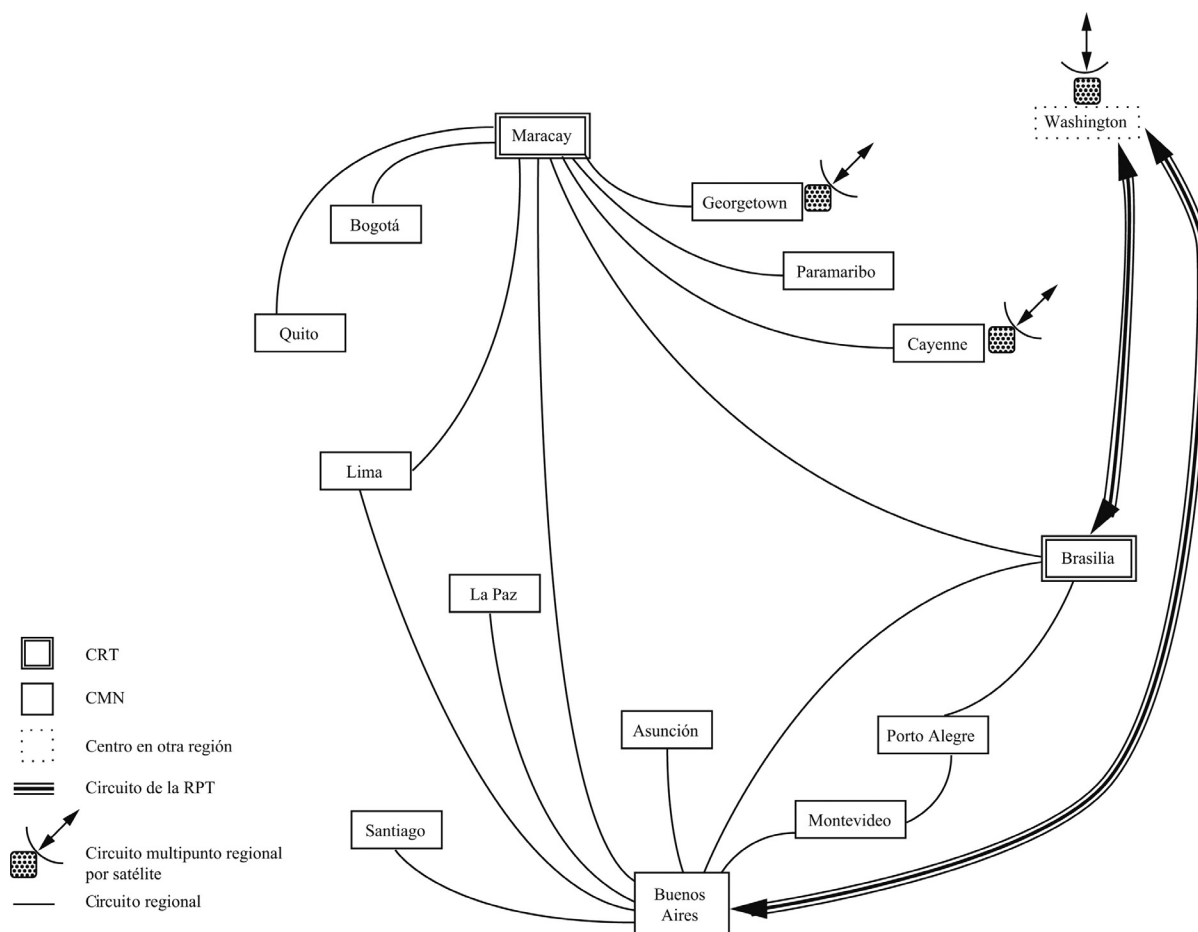 Washington
Maracay
Georgetown
Bogotá
Paramaribo
Quito
Cayenne
Lima
Brasilia
La Paz
CRT
CMN
Asunción
Porto Alegre
Centro en otra región
Circuito de la RPT
Montevideo
Santiago
Circuito multipunto regional
por satélite
Buenos
Aires
Circuito regional